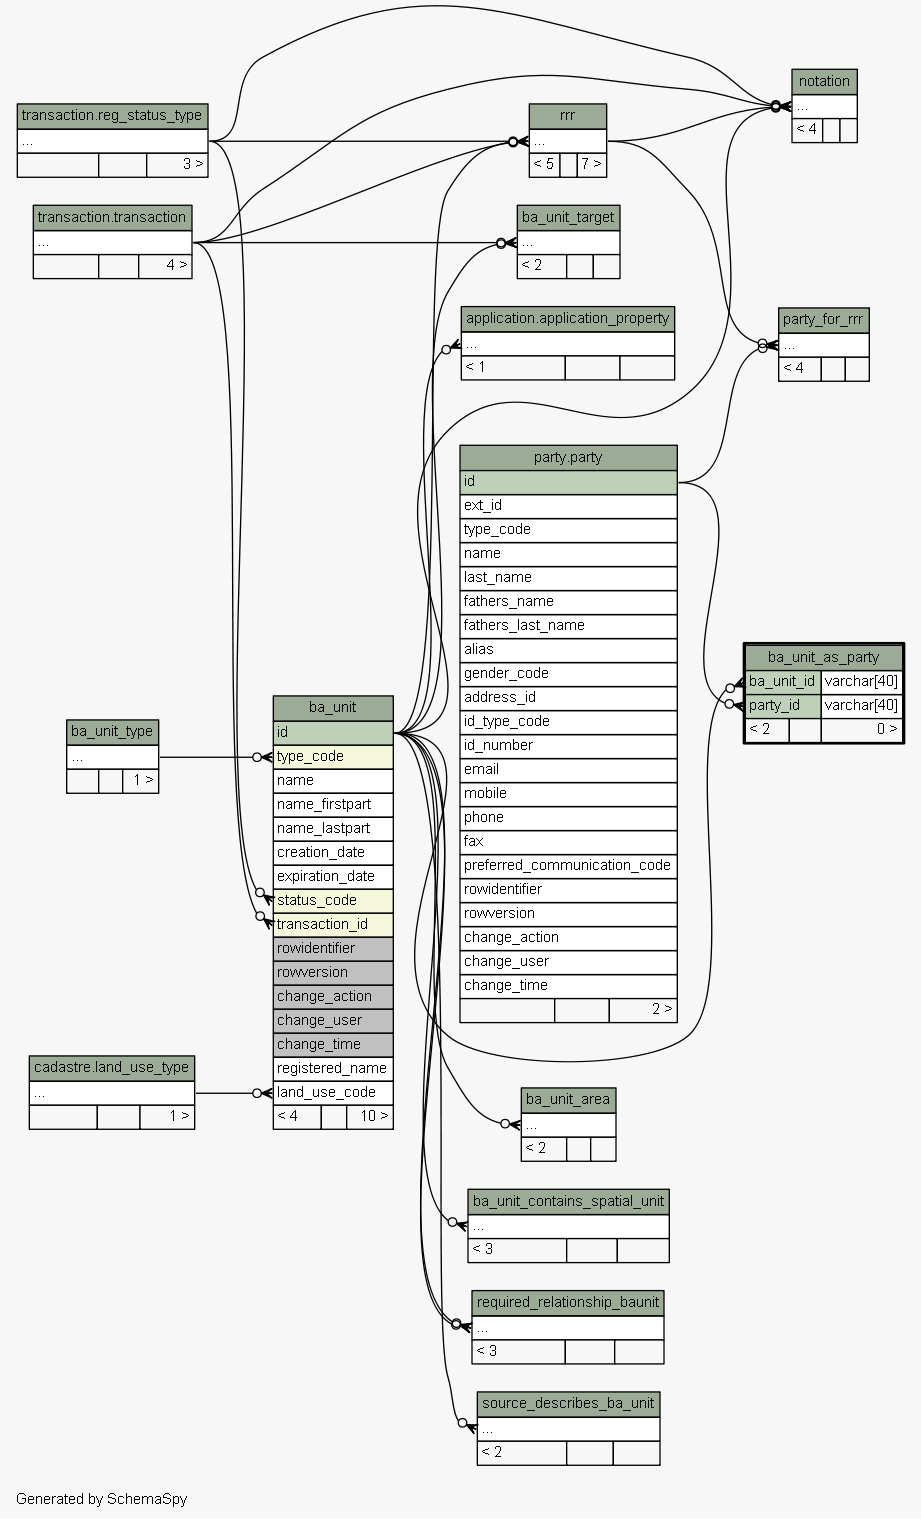 notation
...
< 4
transaction.reg_status_type
...
3 >
rrr
...
< 5 7 >
transaction.transaction
...
4 >
ba_unit_target
...
< 2
application.application_property
...
< 1
party_for_rrr
...
< 4
party.party
id
ext_id
type_code
name
last_name
fathers_name
fathers_last_name
alias
gender_code
address_id
id_type_code
id_number
email
mobile
phone
fax
preferred_communication_code
rowidentifier
rowversion
change_action
change_user
change_time
2 >
ba_unit_as_party
ba_unit_id varchar[40]
party_id varchar[40]
< 2 0 >
ba_unit
id
type_code
name
name_firstpart
name_lastpart
creation_date
expiration_date
status_code
transaction_id
rowidentifier
rowversion
change_action
change_user
change_time
registered_name
land_use_code
< 4 10 >
ba_unit_type
...
1 >
cadastre.land_use_type
...
1 >
ba_unit_area
...
< 2
ba_unit_contains_spatial_unit
...
< 3
required_relationship_baunit
...
< 3
source_describes_ba_unit
...
< 2
Generated by SchemaSpy